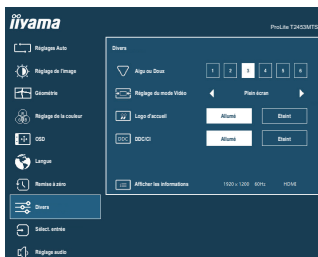 iiyama
ProLite T2453MTS
Réglages Auto
Divers
Réglage de l'image
Aigu ou Doux
1 2 3 4 5 6
Géométrie
Réglage du mode Vidéo
Plein écran
Réglage de la couleur
Logo d'accueil
Allumé
Eteint
OSD
DDC
DDC/CI
Allumé
Eteint
Langue
Remise à zéro
Afficher les informations
1920 x 1200 60Hz HDMI
Divers
Sélect. entrée
Réglage audio